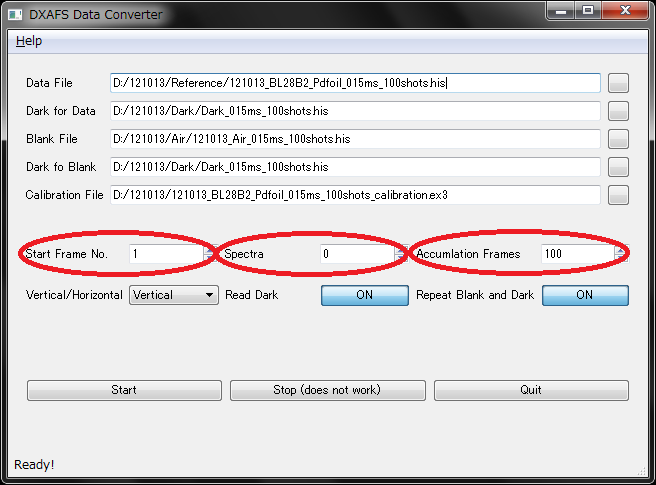 DXAFS Data Converter
Help
Data File D:/121013/Reference/121013_BL28B2_Pdfoil_015ms_100shots.his
Dark for Data D:/121013/Dark/Dark_015ms_100shots.his
Blank File D:/121013/Air/121013_Air_015ms_100shots.his
Dark fo Blank D:/121013/Dark/Dark_015ms_100shots.his
Calibration File D:/121013/121013_BL28B2_Pdfoil_015ms_100shots_calibration.ex3
Start Frame No. 1 Spectra 0 Accumlation Frames 100
Vertical/Horizontal Vertical Read Dark ON Repeat Blank and Dark ON
Start Stop (does not work) Quit
Ready!